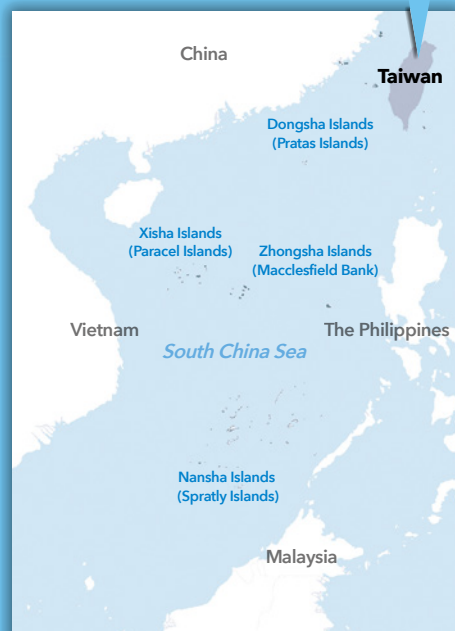 China
Taiwan
Dongsha Islands
(Pratas Islands)
Xisha Islands
(Paracel Islands)
Zhongsha Islands
(Macclesfield Bank)
Vietnam
The Philippines
South China Sea
Nansha Islands
(Spratly Islands)
Malaysia